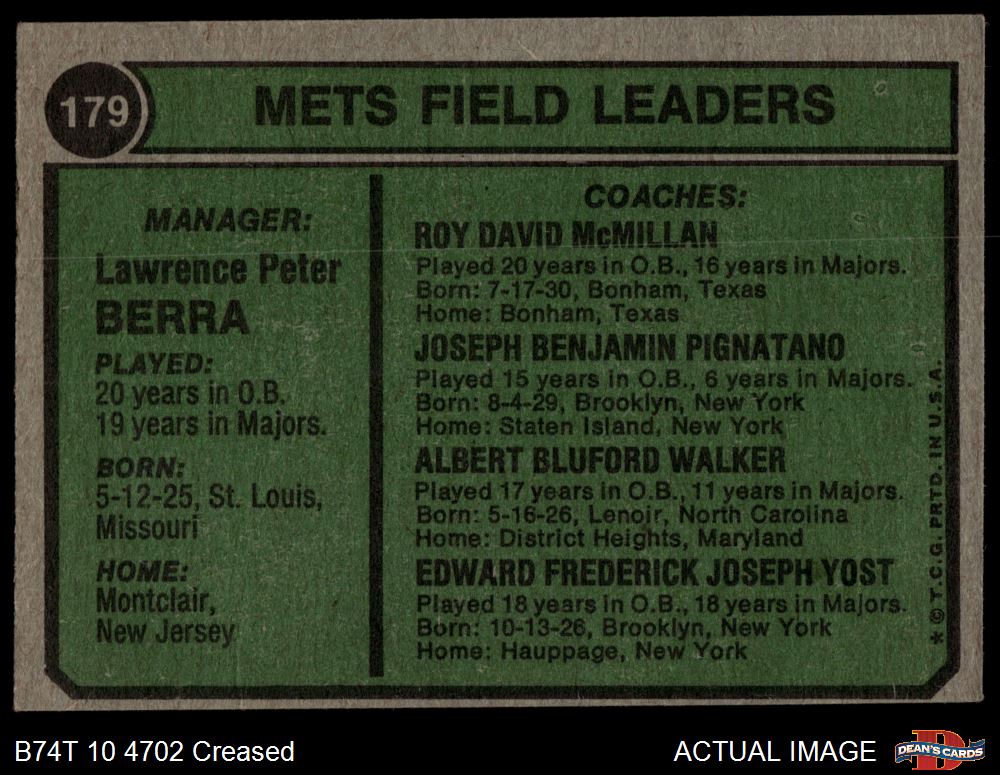 179
METS FIELD LEADERS
MANAGER:
Lawrence Peter
BERRA
PLAYED:
20 years in O.B.
19 years in Majors.
BORN:
5-12-25, St. Louis,
Missouri
HOME:
Montclair,
New Jersey
COACHES:
ROY DAVID McMILLAN
Played 20 years in O.B., 16 years in Majors.
Born: 7-17-30, Bonham, Texas
Home: Bonham, Texas
JOSEPH BENJAMIN PIGNATANO
Played 15 years in O.B., 6 years in Majors.
Born: 8-4-29, Brooklyn, New York
Home: Staten Island, New York
ALBERT BLUFORD WALKER
Played 17 years in O.B., 11 years in Majors.
Born: 5-16-26, Lenoir, North Carolina
Home: District Heights, Maryland
EDWARD FREDERICK JOSEPH YOST
Played 18 years in O.B., 18 years in Majors.
Born: 10-13-26, Brooklyn, New York
Home: Hauppage, New York
* © T.C.G. PRTD. IN U.S.A.
B74T 10 4702 Creased
ACTUAL IMAGE
D
DEAN'S CARDS